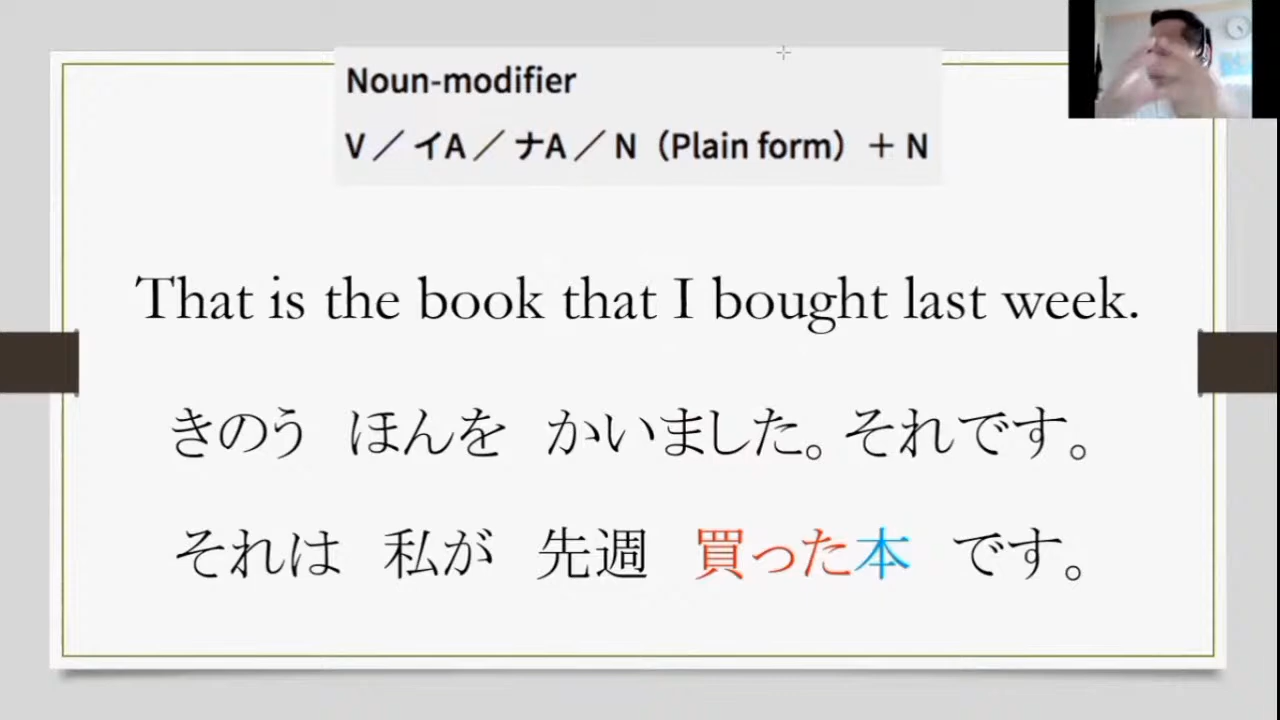 Noun-modifier
V／イA／ナA／N（Plain form）＋ N
That is the book that I bought last week.
きのう ほんを かいました。それです。
それは 私が 先週 買った本 です。